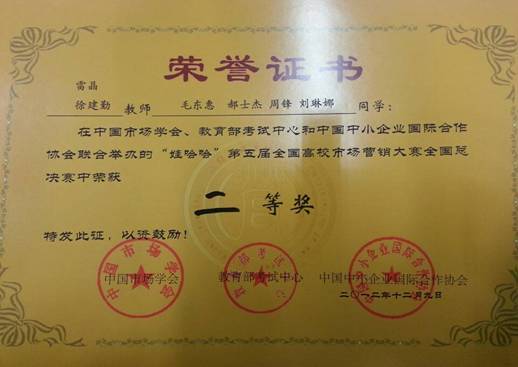 荣誉证书
雷晶
徐建勤教师 毛东惠 郝士杰 周锋 刘琳娜同学：
在中国市场学会、教育部考试中心和中国中小企业国际合作
协会联合举办的“娃哈哈”第五届全国高校市场营销大赛全国总
决赛中荣获
二等奖
特发此证，以资鼓励！
中国市场学会 教育部考试中心 中国中小企业国际合作协会
二〇一二年十二月九日